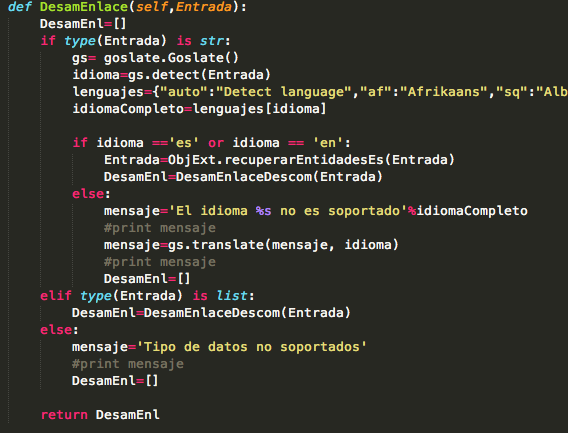 def DesamEnlace(self,Entrada):
    DesamEnl=[]
    if type(Entrada) is str:
        gs= goslate.Goslate()
        idioma=gs.detect(Entrada)
        lenguajes={"auto":"Detect language","af":"Afrikaans","sq":"Alb
        idiomaCompleto=lenguajes[idioma]

        if idioma =='es' or idioma == 'en':
            Entrada=ObjExt.recuperarEntidadesEs(Entrada)
            DesamEnl=DesamEnlaceDescom(Entrada)
        else:
            mensaje='El idioma %s no es soportado'%idiomaCompleto
            #print mensaje
            mensaje=gs.translate(mensaje, idioma)
            #print mensaje
            DesamEnl=[]
    elif type(Entrada) is list:
        DesamEnl=DesamEnlaceDescom(Entrada)
    else:
        mensaje='Tipo de datos no soportados'
        #print mensaje
        DesamEnl=[]

    return DesamEnl